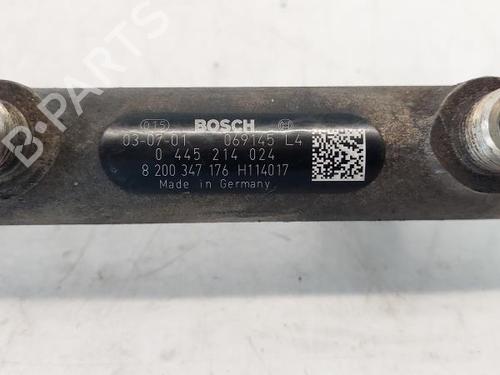 015 BOSCH
03-07-01 069145 L4
0 445 214 024
8 200 347 176 H114017
Made in Germany
B PARTS